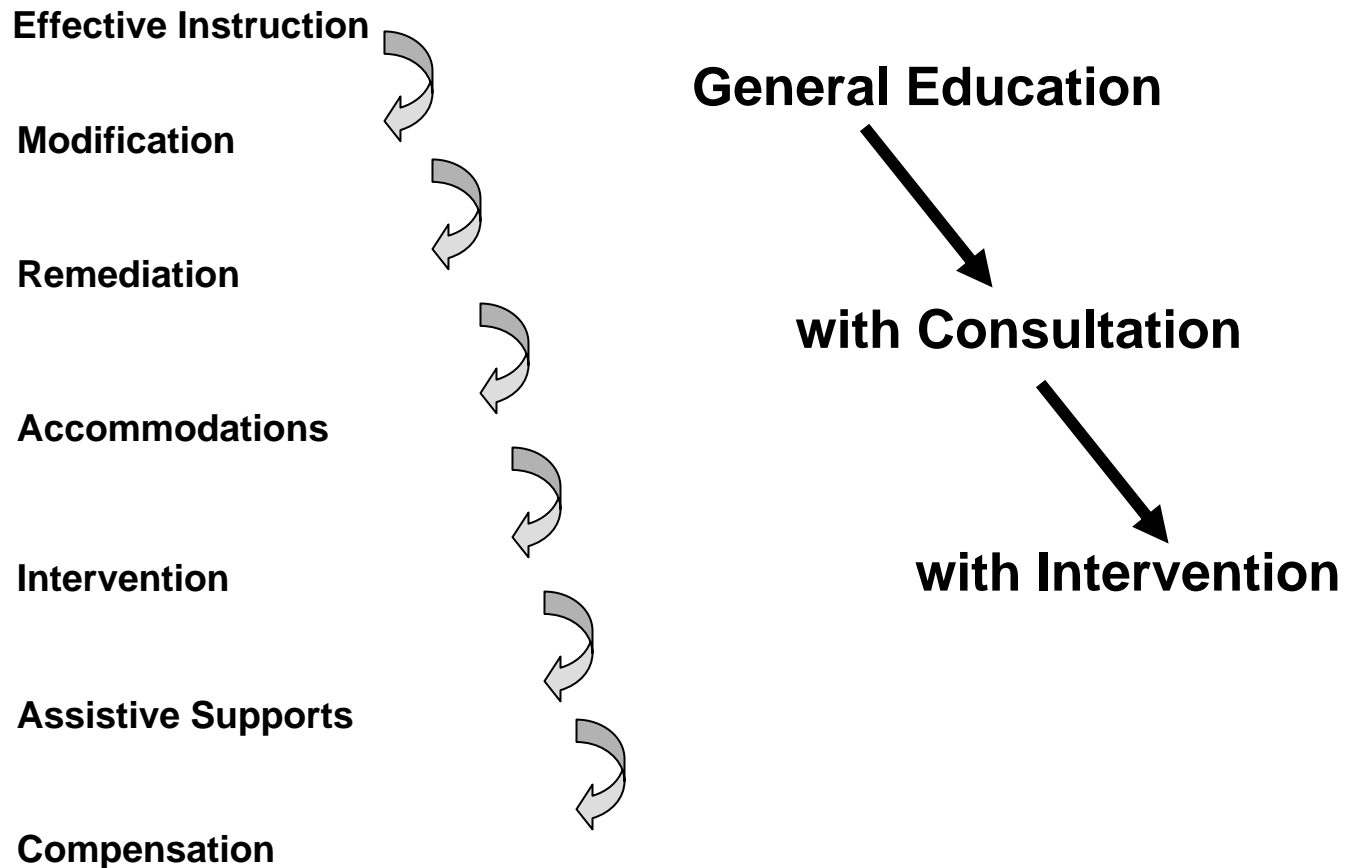 Effective Instruction
Modification
Remediation
Accommodations
Intervention
Assistive Supports
Compensation
General Education
with Consultation
with Intervention